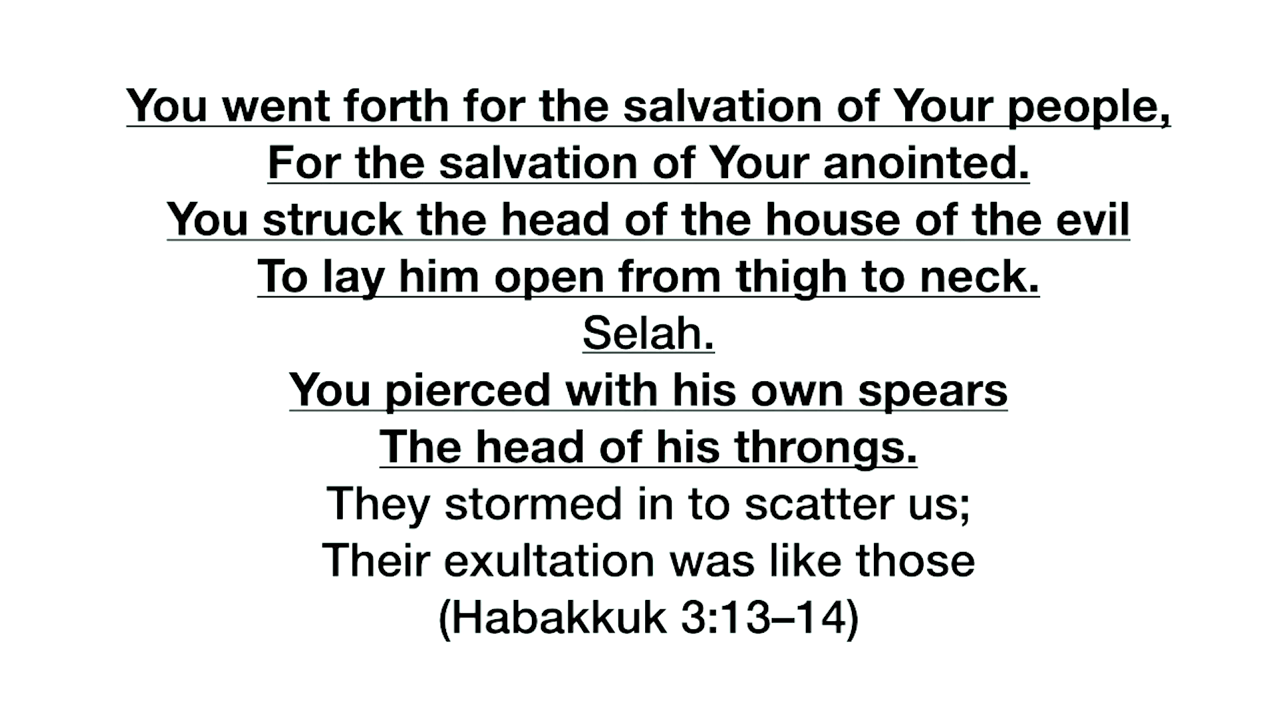 You went forth for the salvation of Your people,
For the salvation of Your anointed.
You struck the head of the house of the evil
To lay him open from thigh to neck.
Selah.
You pierced with his own spears
The head of his throngs.
They stormed in to scatter us;
Their exultation was like those
(Habakkuk 3:13–14)